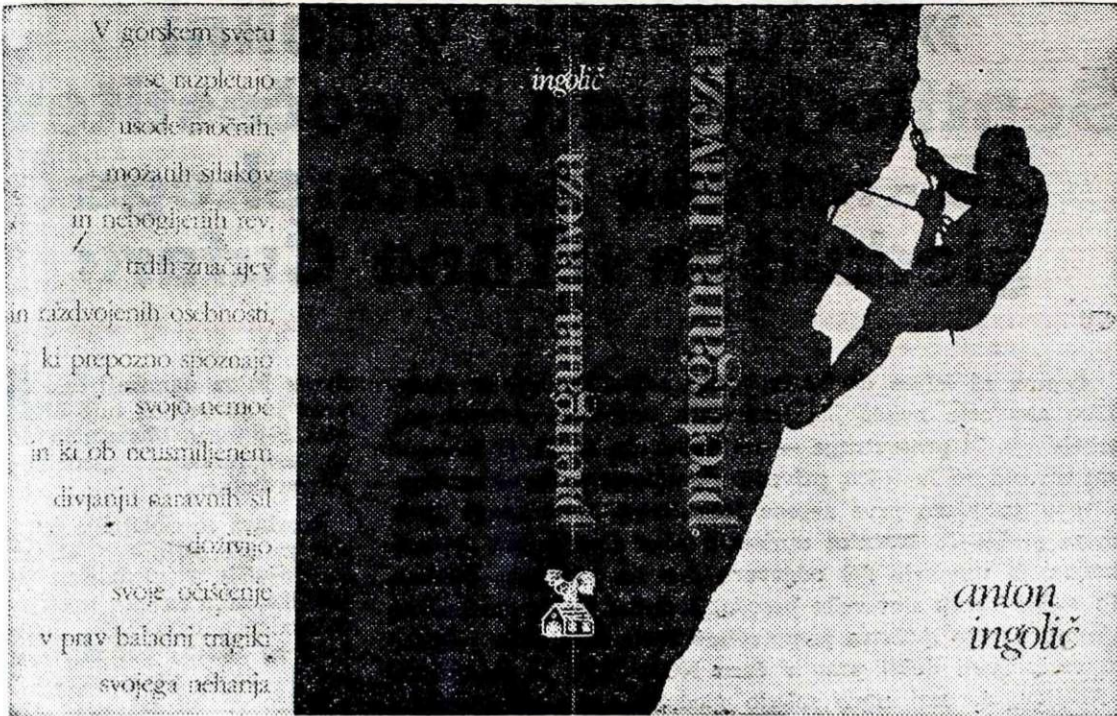 V gorskem svetu
se razpletajo
usode močnih,
možatih silakov
in nebogljenih rev,
trdih značajev
in razdvojenih osebnosti,
ki prepozno spoznajo
svojo nemoč
in ki ob neusmiljenem
divjanju naravnih sil
doživijo
svoje očiščenje
v prav baladni tragiki
svojega nehanja
ingolič
pretrgana naveza
pretrgana naveza
anton
ingolič